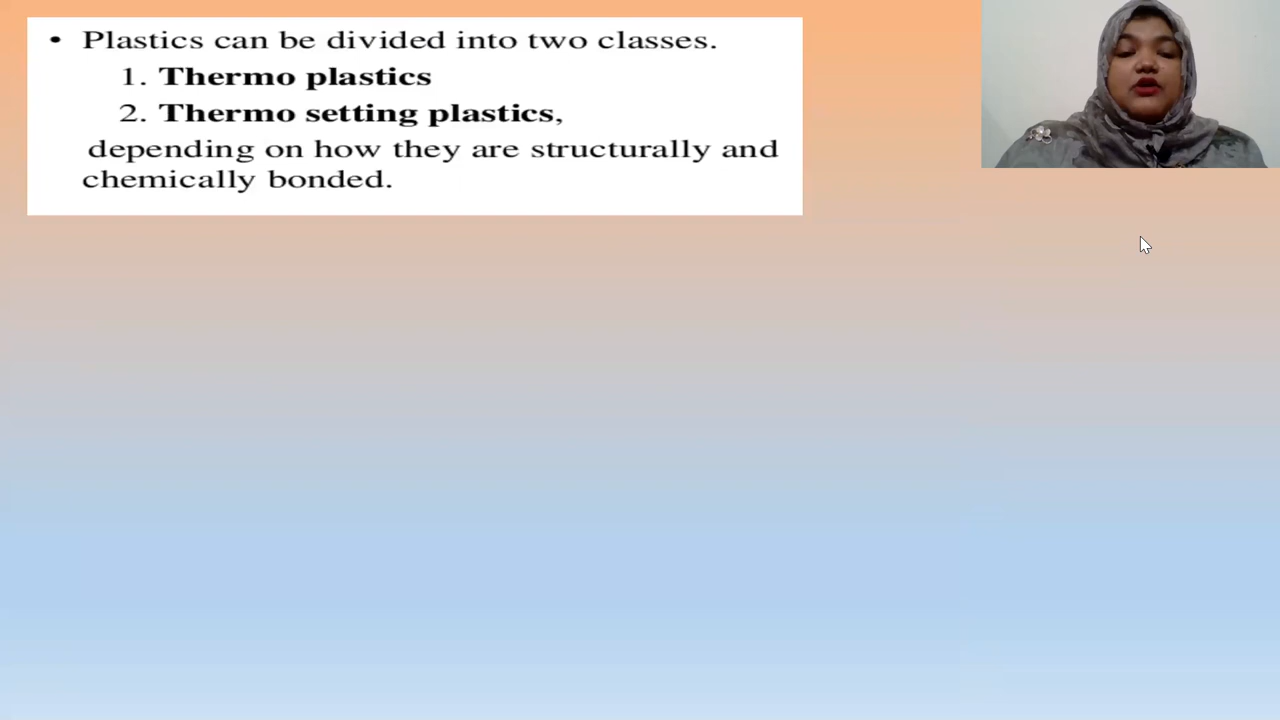 • Plastics can be divided into two classes.
1. Thermo plastics
2. Thermo setting plastics,
depending on how they are structurally and
chemically bonded.